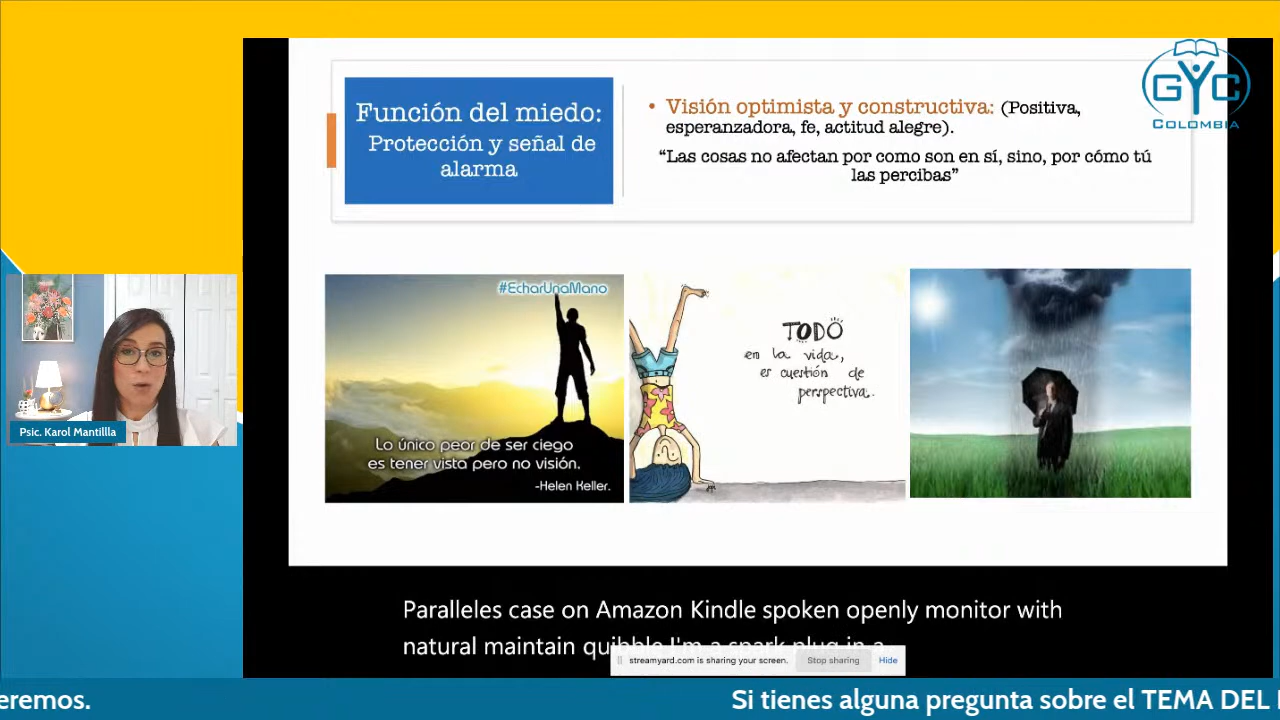 Función del miedo:
Protección y señal de
alarma
• Visión optimista y constructiva: (Positiva,
esperanzadora, fe, actitud alegre).
“Las cosas no afectan por como son en sí, sino, por cómo tú
las percibas”
GYC
COLOMBIA
#EcharUnaMano
Lo único peor de ser ciego
es tener vista pero no visión.
-Helen Keller.
TODO
en la vida,
es cuestión de
perspectiva.
Psic. Karol Mantillla
Paralleles case on Amazon Kindle spoken openly monitor with
natural maintain quibble I'm a spark plug in a
streamyard.com is sharing your screen.
Stop sharing
Hide
eremos.
Si tienes alguna pregunta sobre el TEMA DEL